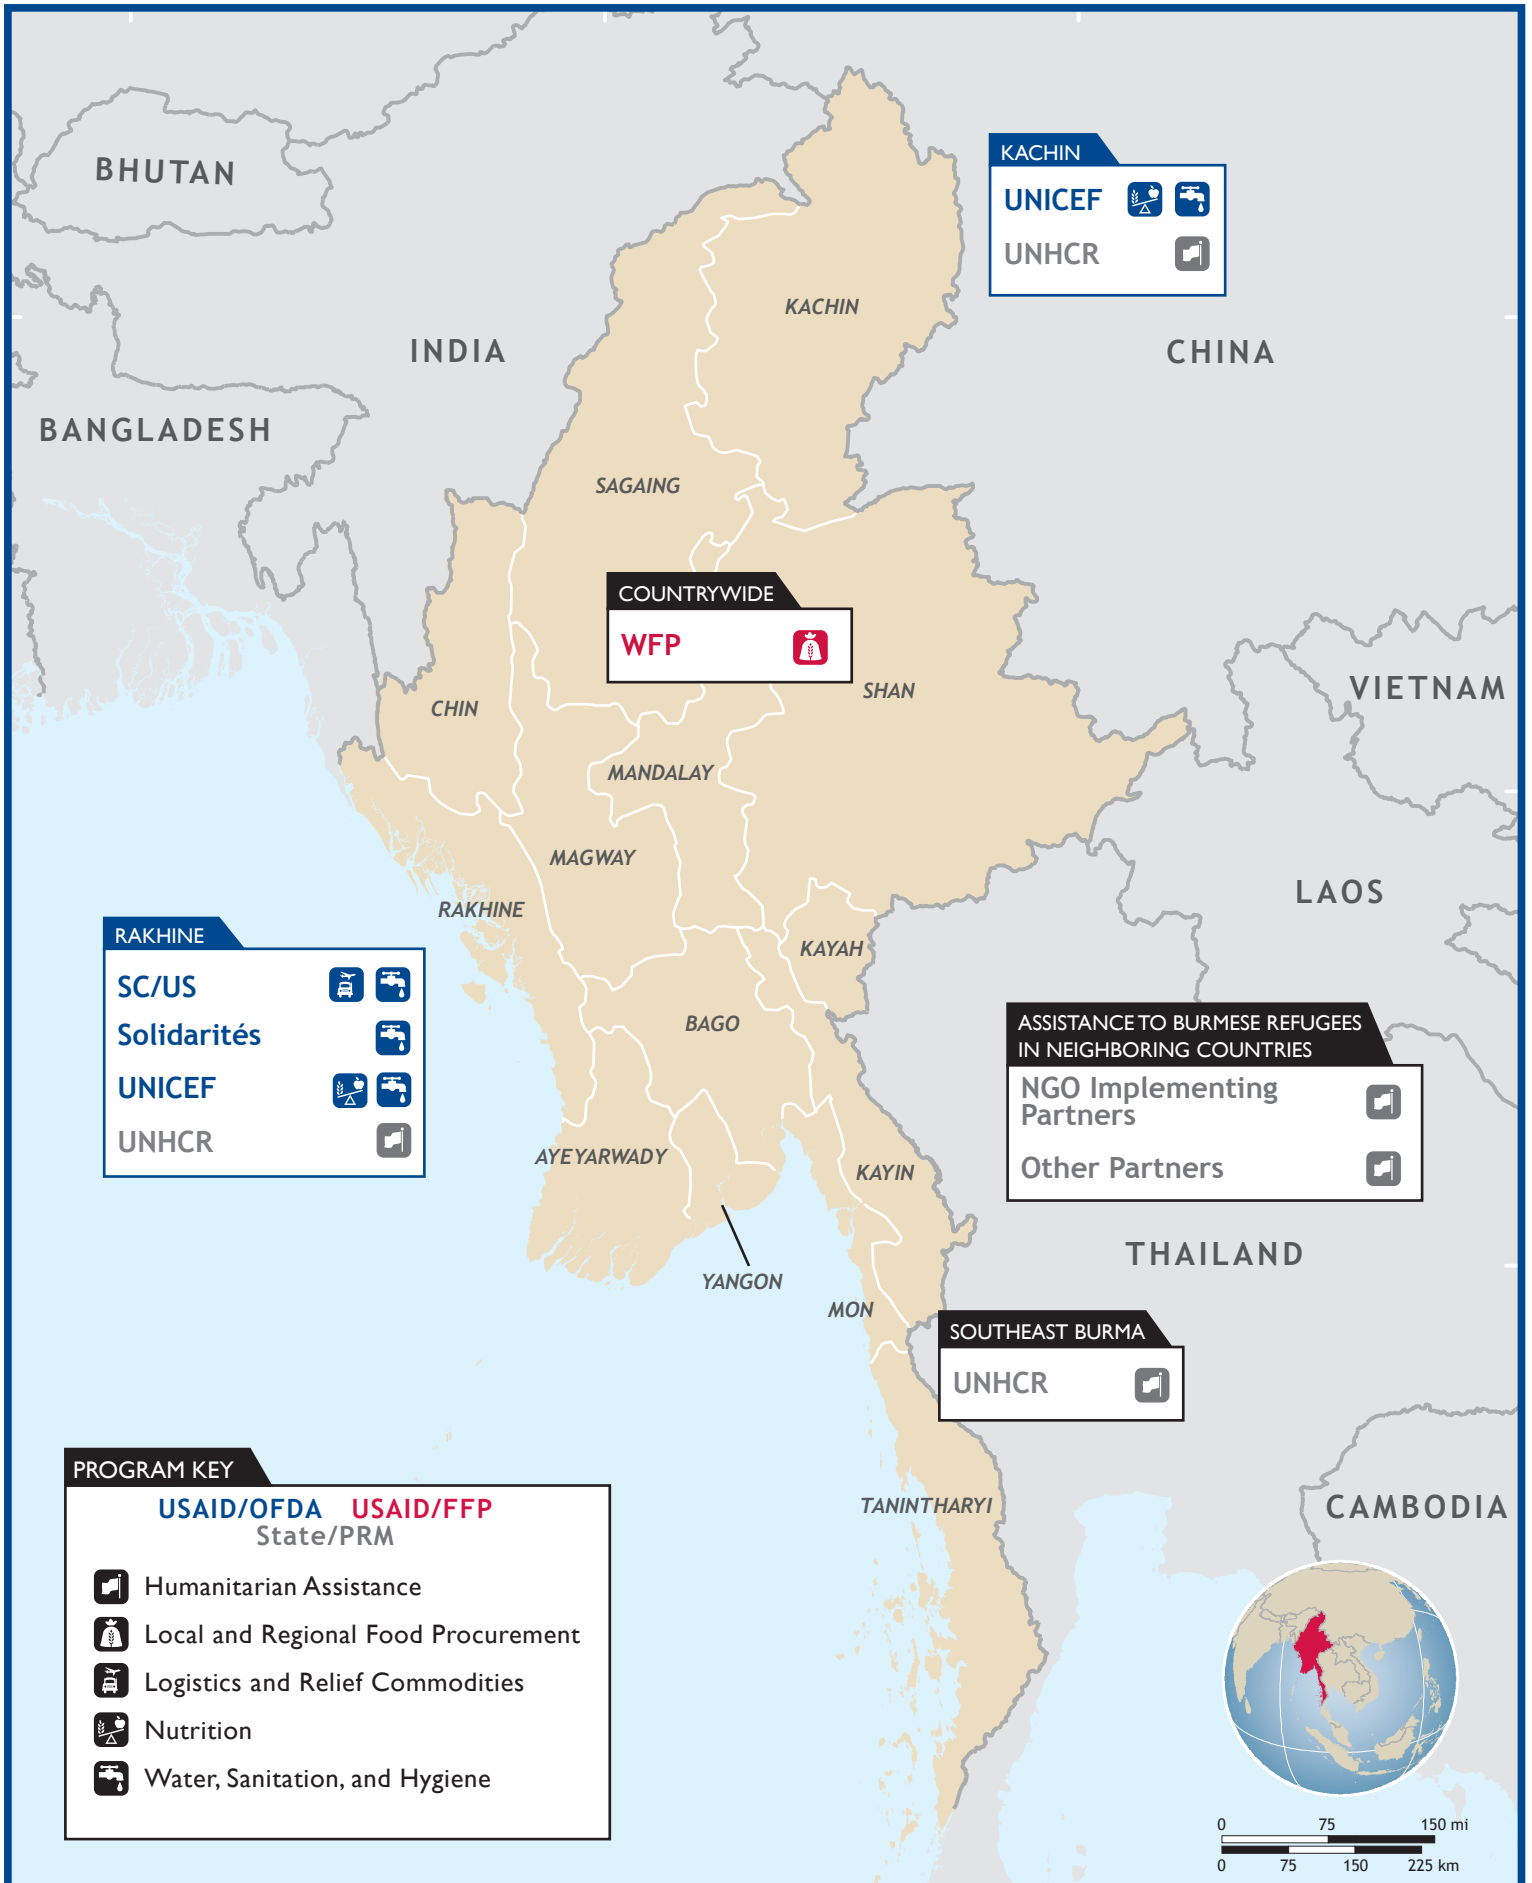 BHUTAN
KACHIN
UNICEF
UNHCR
KACHIN
INDIA
CHINA
BANGLADESH
SAGAING
COUNTRYWIDE
WFP
SHAN
VIETNAM
CHIN
MANDALAY
MAGWAY
LAOS
RAKHINE
KAYAH
RAKHINE
SC/US
Solidarités
UNICEF
UNHCR
BAGO
ASSISTANCE TO BURMESE REFUGEES
IN NEIGHBORING COUNTRIES
NGO Implementing
Partners
Other Partners
AYEYARWADY
KAYIN
THAILAND
YANGON
MON
SOUTHEAST BURMA
UNHCR
TANINTHARYI
CAMBODIA
PROGRAM KEY
USAID/OFDA USAID/FFP
State/PRM
Humanitarian Assistance
Local and Regional Food Procurement
Logistics and Relief Commodities
Nutrition
Water, Sanitation, and Hygiene
0 75 150 mi
0 75 150 225 km